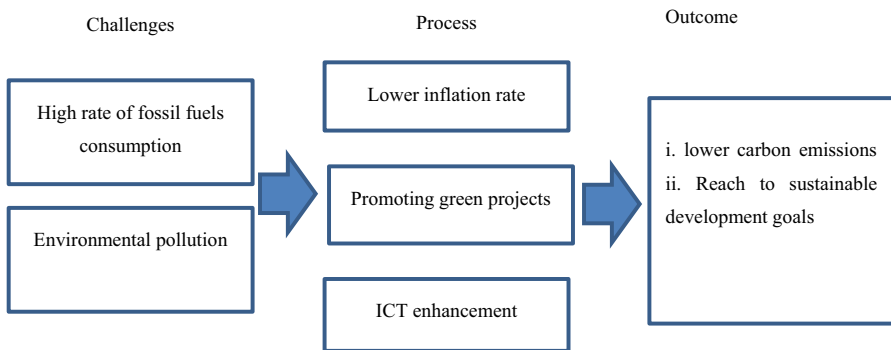 Challenges
Process
Outcome
High rate of fossil fuels
consumption
Environmental pollution
Lower inflation rate
Promoting green projects
ICT enhancement
i. lower carbon emissions
ii. Reach to sustainable
development goals